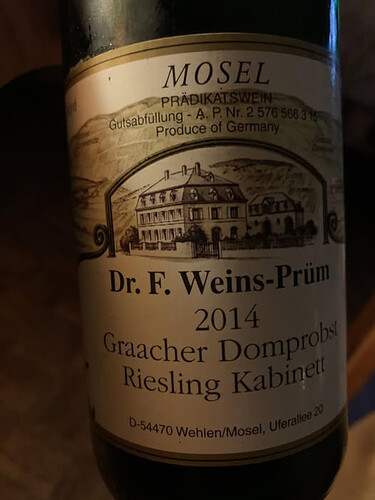 MOSEL
PRÄDIKATSWEIN
Gutsabfüllung - A. P. Nr. 2 576 566 3 15
Produce of Germany
Dr. F. Weins-Prüm
2014
Graacher Domprobst
Riesling Kabinett
D-54470 Wehlen/Mosel, Uferallee 20